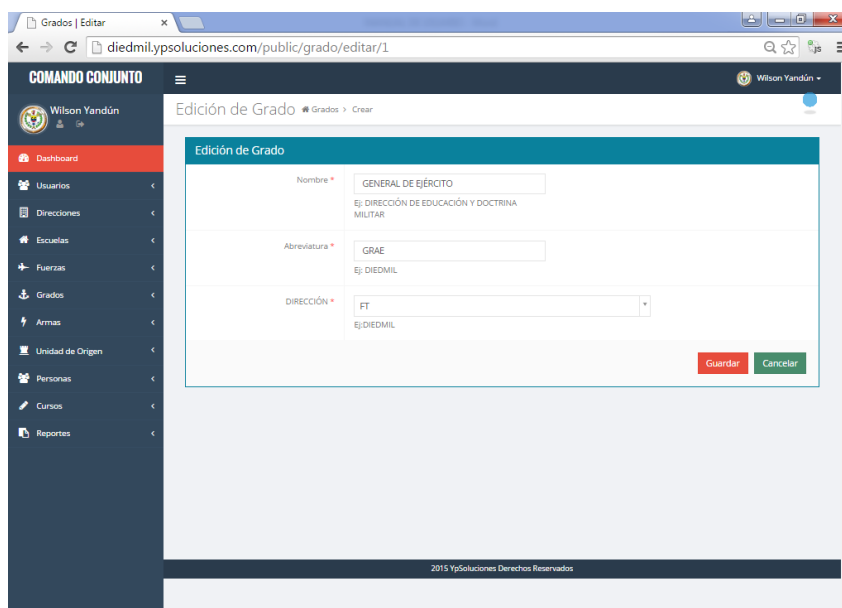 Grados | Editar
diedmil.ypsoluciones.com/public/grado/editar/1
COMANDO CONJUNTO
Wilson Yandún
Wilson Yandún
Edición de Grado Grados > Crear
Dashboard
Usuarios
Direcciones
Escuelas
Fuerzas
Grados
Armas
Unidad de Origen
Personas
Cursos
Reportes
Edición de Grado
Nombre * GENERAL DE EJÉRCITO
Ej: DIRECCIÓN DE EDUCACIÓN Y DOCTRINA
MILITAR
Abreviatura * GRAE
Ej: DIEDMIL
DIRECCIÓN * FT
Ej:DIEDMIL
Guardar Cancelar
2015 YpSoluciones Derechos Reservados